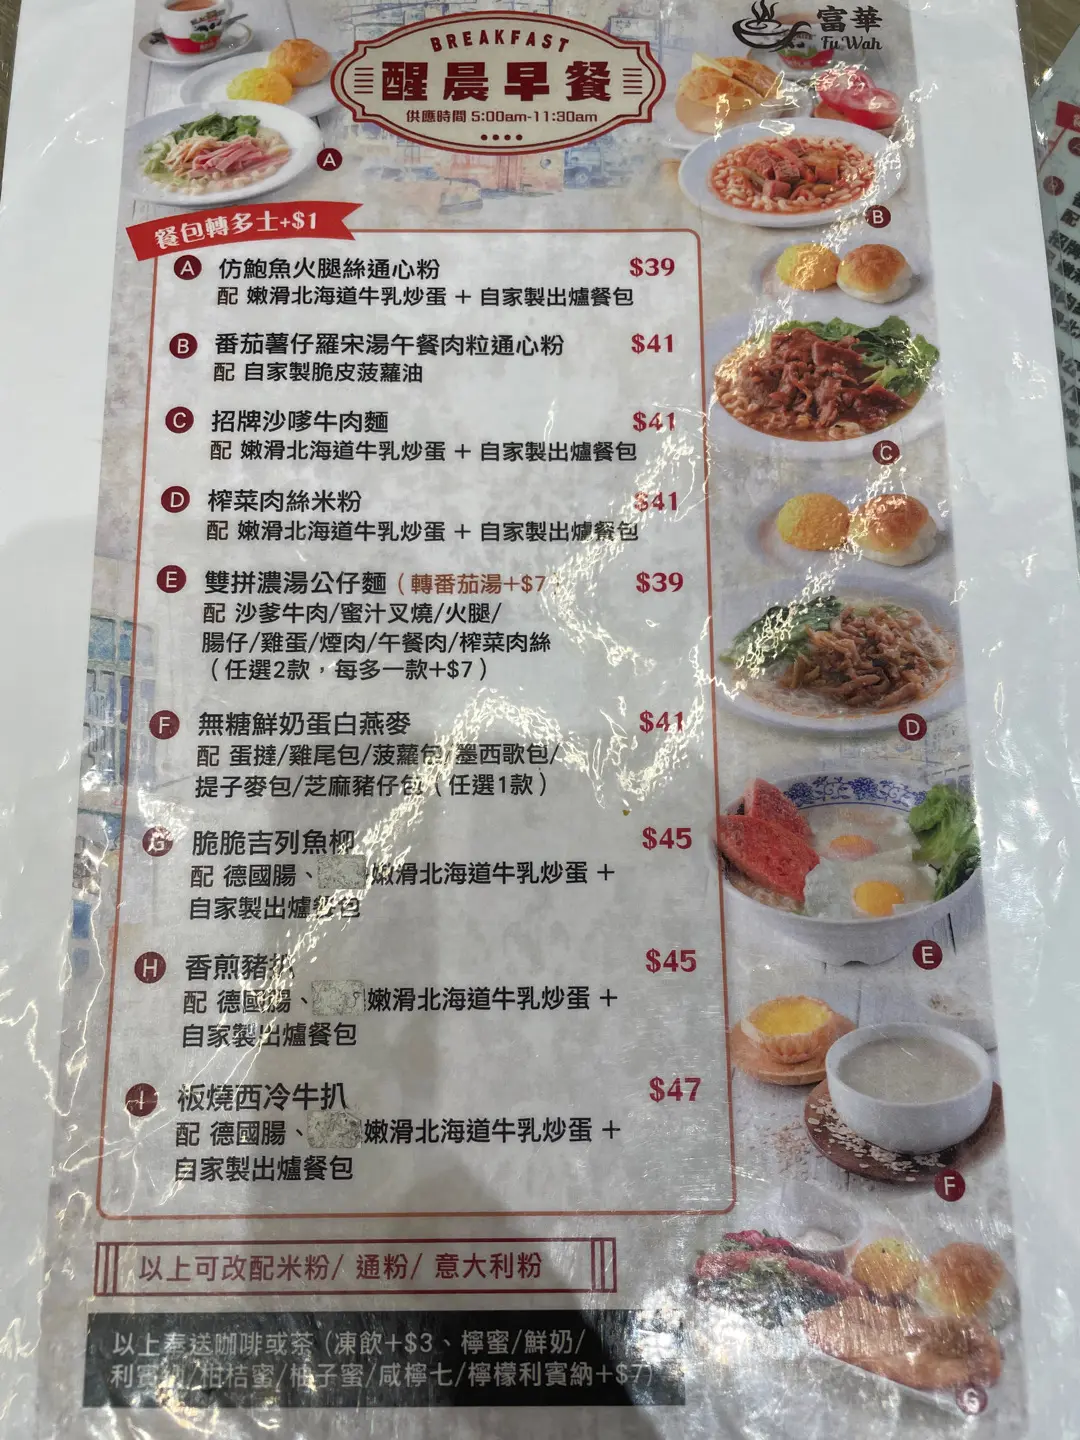 富華
Fu Wah
BREAKFAST
醒晨早餐
供應時間 5:00am-11:30am
餐包轉多士+$1
A 仿鮑魚火腿絲通心粉 $39
配 嫩滑北海道牛乳炒蛋 + 自家製出爐餐包
B 番茄薯仔羅宋湯午餐肉粒通心粉 $41
配 自家製脆皮菠蘿油
C 招牌沙嗲牛肉麵 $41
配 嫩滑北海道牛乳炒蛋 + 自家製出爐餐包
D 榨菜肉絲米粉 $41
配 嫩滑北海道牛乳炒蛋 + 自家製出爐餐包
E 雙拼濃湯公仔麵（轉番茄湯+$7） $39
配 沙爹牛肉/蜜汁叉燒/火腿/
腸仔/雞蛋/煙肉/午餐肉/榨菜肉絲
（任選2款，每多一款+$7）
F 無糖鮮奶蛋白燕麥 $41
配 蛋撻/雞尾包/菠蘿包/墨西歌包/
提子麥包/芝麻豬仔包（任選1款）
G 脆脆吉列魚柳 $45
配 德國腸、嫩滑北海道牛乳炒蛋 +
自家製出爐餐包
H 香煎豬扒 $45
配 德國腸、嫩滑北海道牛乳炒蛋 +
自家製出爐餐包
I 板燒西冷牛扒 $47
配 德國腸、嫩滑北海道牛乳炒蛋 +
自家製出爐餐包
以上可改配米粉/ 通粉/ 意大利粉
以上奉送咖啡或茶（凍飲+$3、檸蜜/鮮奶/
利賓納/柑桔蜜/柚子蜜/咸檸七/檸檬利賓納+$7）
A
B
C
D
E
F
G